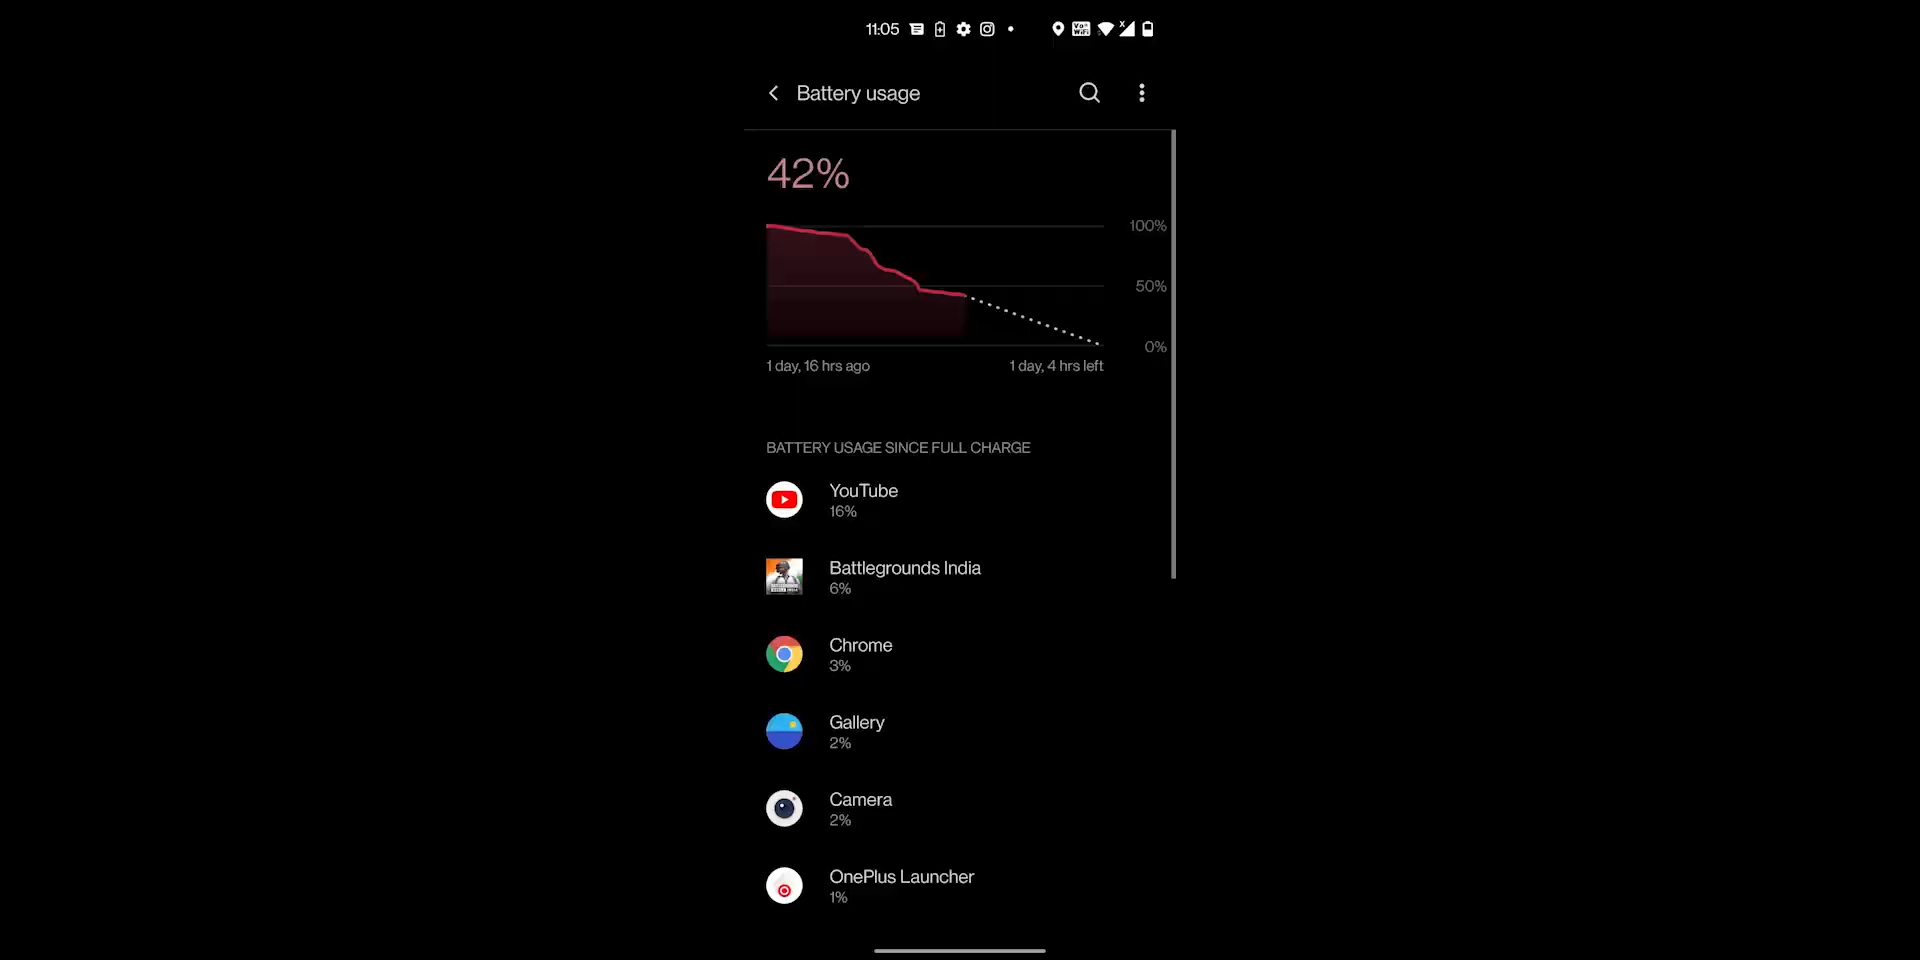 11:05
Battery usage
42%
100%
50%
0%
1 day, 16 hrs ago
1 day, 4 hrs left
BATTERY USAGE SINCE FULL CHARGE
YouTube
16%
Battlegrounds India
6%
Chrome
3%
Gallery
2%
Camera
2%
OnePlus Launcher
1%